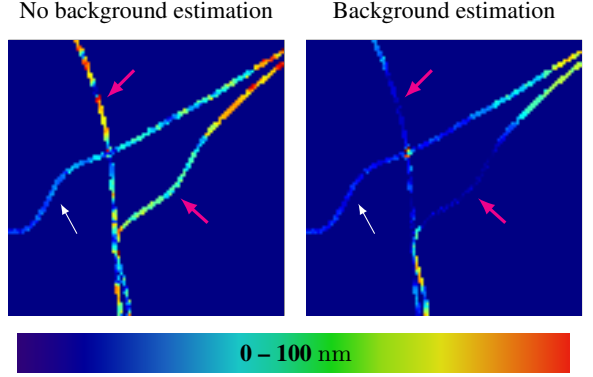 No background estimation
Background estimation
0 – 100 nm